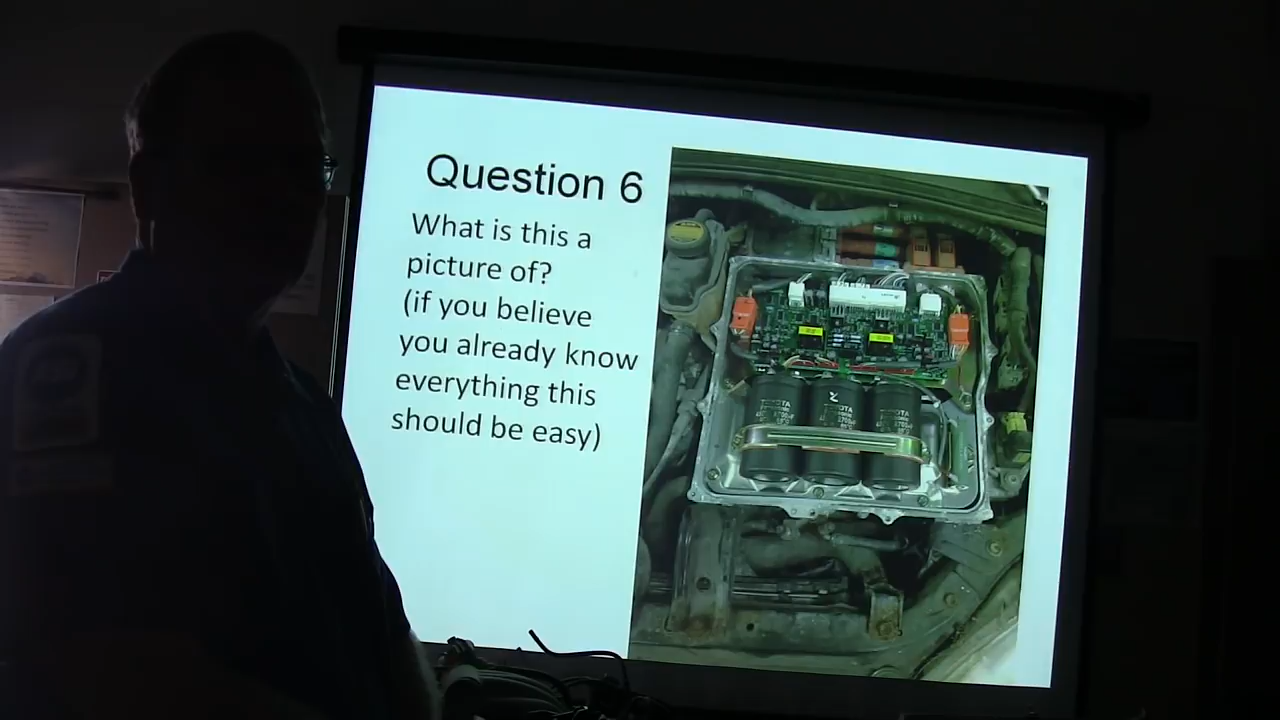 Question 6
What is this a
picture of?
(if you believe
you already know
everything this
should be easy)
TOYOTA
TOYOTA
TOYOTA